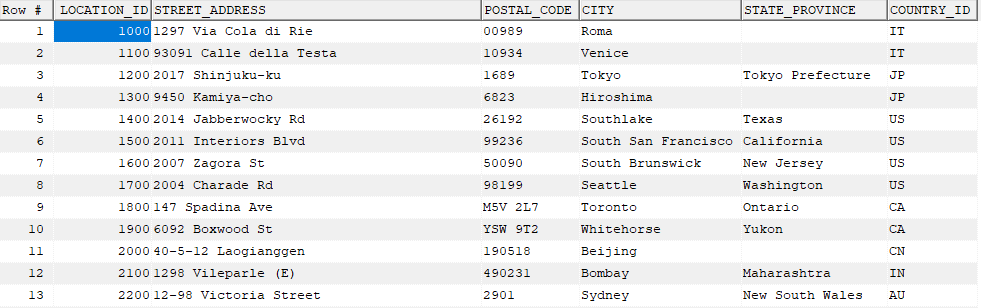 Row # LOCATION_ID STREET_ADDRESS POSTAL_CODE CITY STATE_PROVINCE COUNTRY_ID
1 1000 1297 Via Cola di Rie 00989 Roma IT
2 1100 93091 Calle della Testa 10934 Venice IT
3 1200 2017 Shinjuku-ku 1689 Tokyo Tokyo Prefecture JP
4 1300 9450 Kamiya-cho 6823 Hiroshima JP
5 1400 2014 Jabberwocky Rd 26192 Southlake Texas US
6 1500 2011 Interiors Blvd 99236 South San Francisco California US
7 1600 2007 Zagora St 50090 South Brunswick New Jersey US
8 1700 2004 Charade Rd 98199 Seattle Washington US
9 1800 147 Spadina Ave M5V 2L7 Toronto Ontario CA
10 1900 6092 Boxwood St YSW 9T2 Whitehorse Yukon CA
11 2000 40-5-12 Laogianggen 190518 Beijing CN
12 2100 1298 Vileparle (E) 490231 Bombay Maharashtra IN
13 2200 12-98 Victoria Street 2901 Sydney New South Wales AU